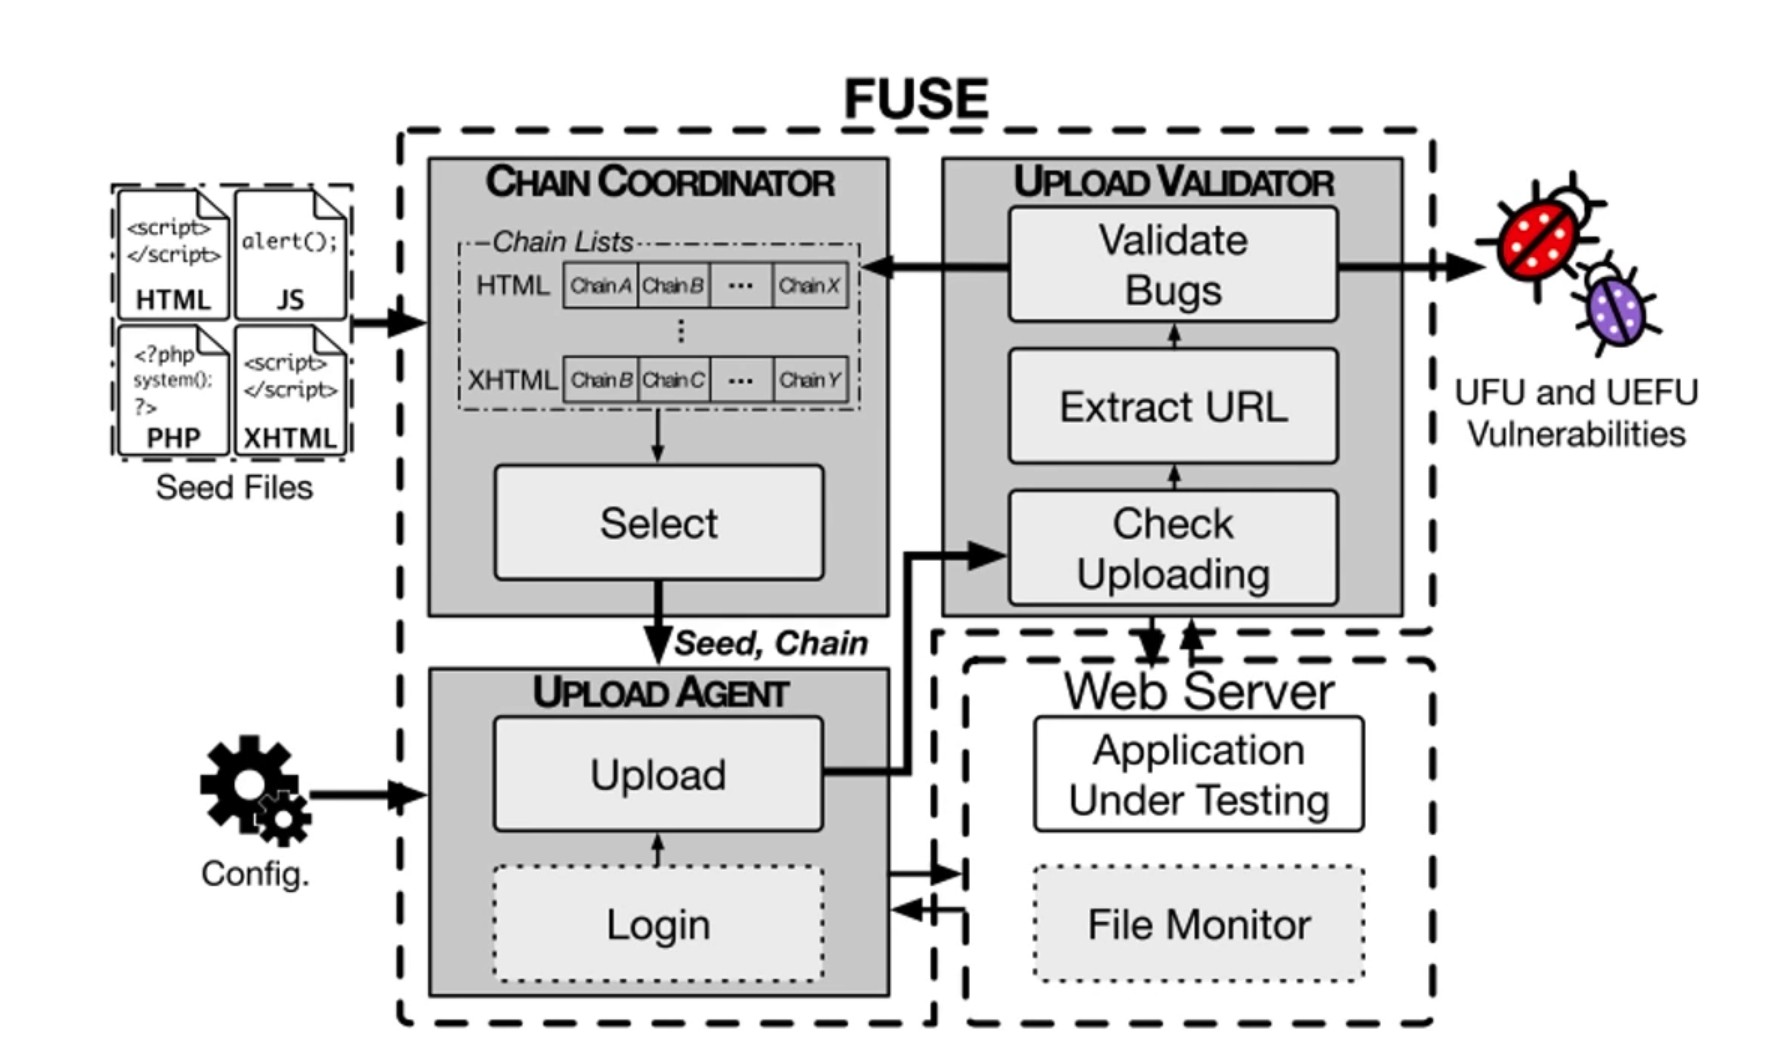 FUSE
CHAIN COORDINATOR
Chain Lists
HTML Chain A Chain B ... Chain X
⋮
XHTML Chain B Chain C ... Chain Y
Select
Seed, Chain
UPLOAD VALIDATOR
Validate
Bugs
Extract URL
Check
Uploading
UPLOAD AGENT
Upload
Login
Web Server
Application
Under Testing
File Monitor
<script>
</script>
HTML
alert();
JS
<?php
system();
?>
PHP
<script>
</script>
XHTML
Seed Files
Config.
UFU and UEFU
Vulnerabilities